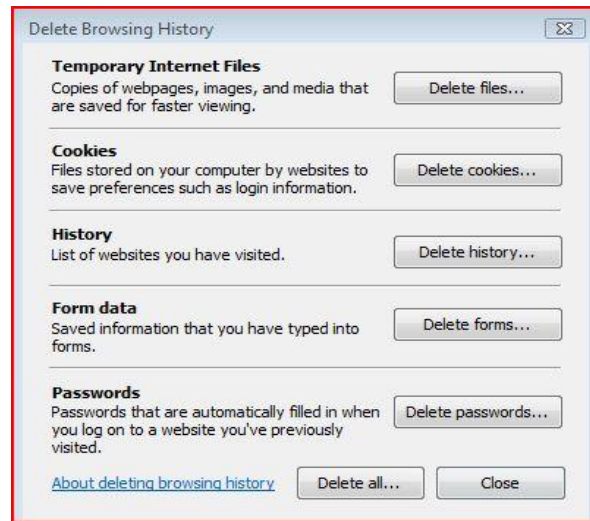 Delete Browsing History
Temporary Internet Files
Copies of webpages, images, and media that
are saved for faster viewing.
Delete files...
Cookies
Files stored on your computer by websites to
save preferences such as login information.
Delete cookies...
History
List of websites you have visited.
Delete history...
Form data
Saved information that you have typed into
forms.
Delete forms...
Passwords
Passwords that are automatically filled in when
you log on to a website you've previously
visited.
Delete passwords...
About deleting browsing history
Delete all...
Close